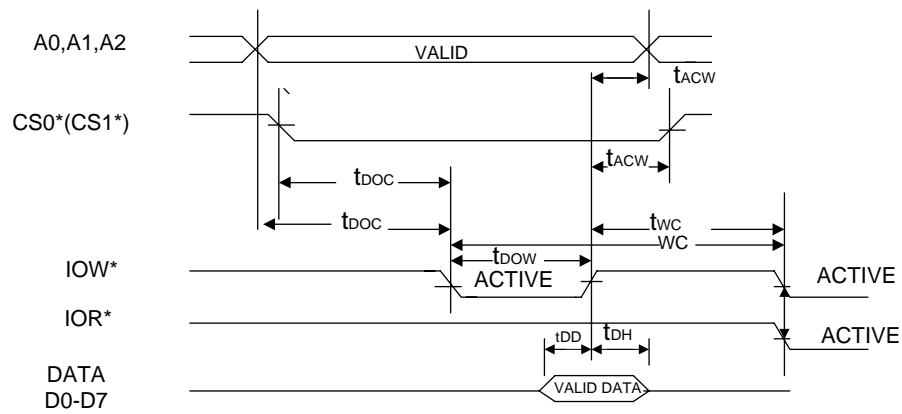 A0,A1,A2
VALID
tACW
CS0*(CS1*)
tACW
tDOC
tDOC
tWC
WC
tDOW
IOW*
ACTIVE
ACTIVE
IOR*
tDD
tDH
ACTIVE
DATA
D0-D7
VALID DATA